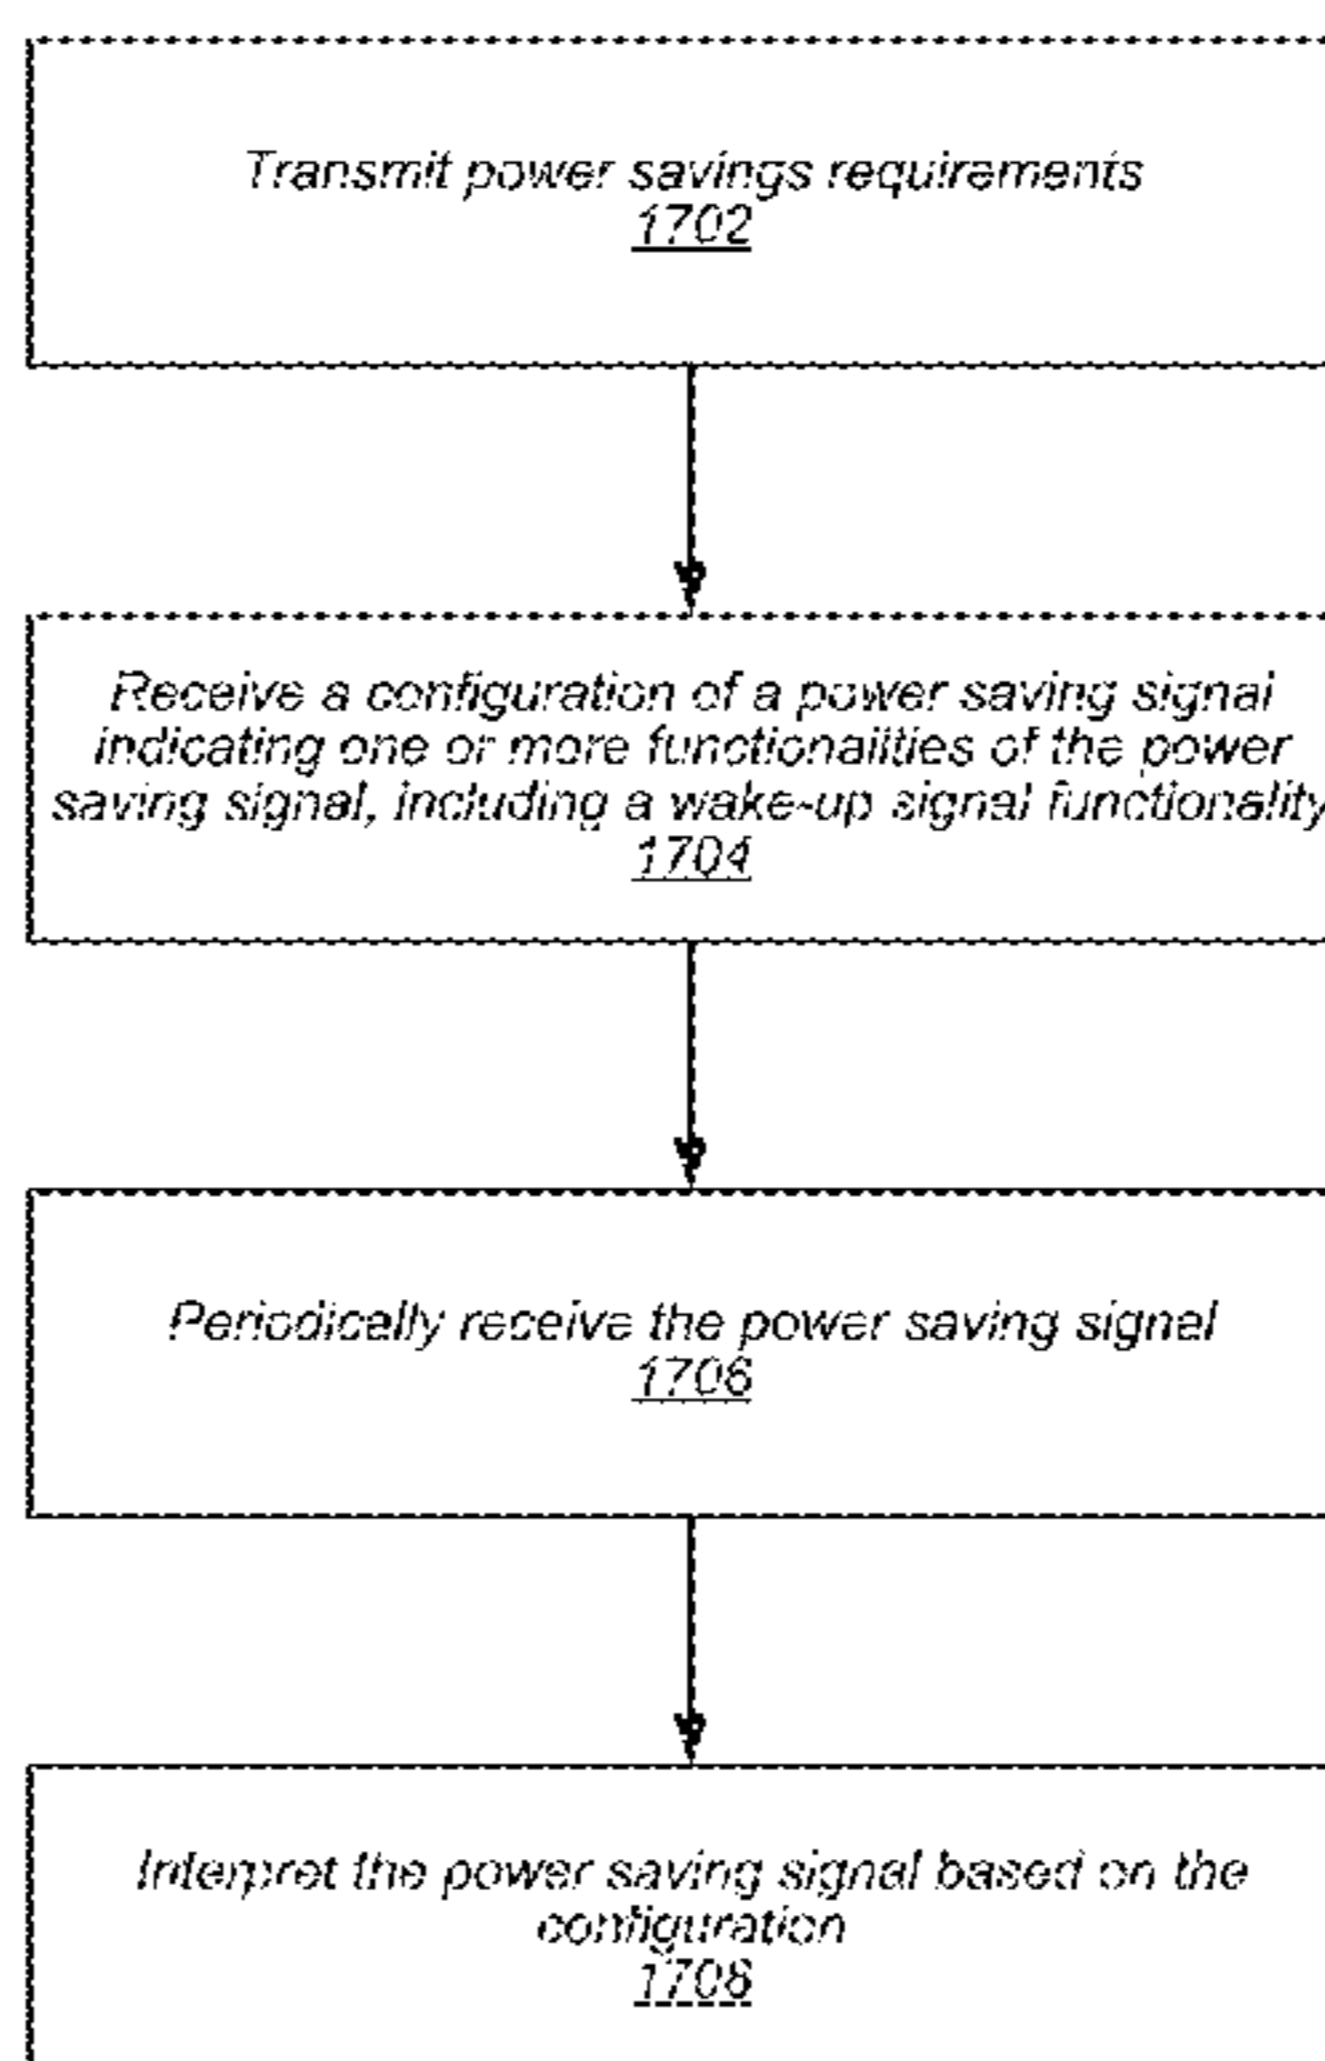 Transmit power savings requirements
1702
Receive a configuration of a power saving signal
indicating one or more functionailities of the power
saving signal, including a wake-up signal functionality
1704
Periodically receive the power saving signal
1706
Interpret the power saving signal based on the
configuration
1708